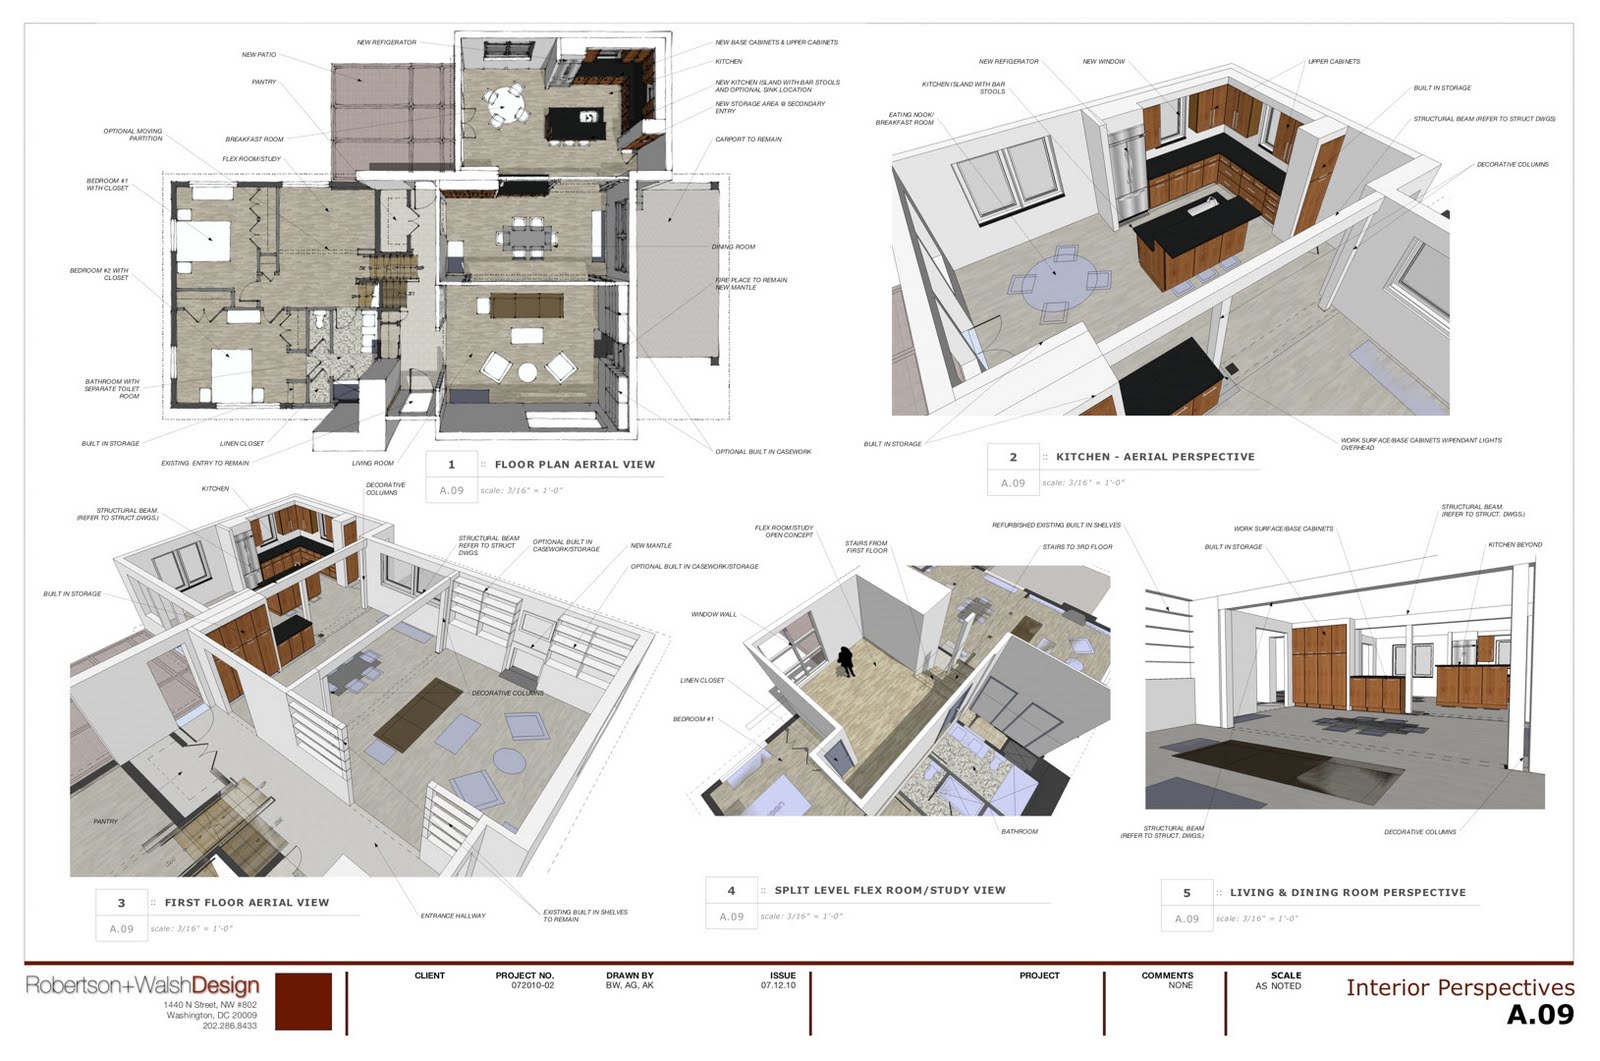 NEW REFIGERATOR
NEW PATIO
PANTRY
OPTIONAL MOVING
PARTITION
BREAKFAST ROOM
FLEX ROOM/STUDY
BEDROOM #1
WITH CLOSET
BEDROOM #2 WITH
CLOSET
BATHROOM WITH
SEPARATE TOILET
ROOM
BUILT IN STORAGE
LINEN CLOSET
EXISTING ENTRY TO REMAIN
LIVING ROOM
NEW BASE CABINETS & UPPER CABINETS
KITCHEN
NEW KITCHEN ISLAND WITH BAR STOOLS
AND OPTIONAL SINK LOCATION
NEW STORAGE AREA @ SECONDARY
ENTRY
CARPORT TO REMAIN
DINING ROOM
FIRE PLACE TO REMAIN.
NEW MANTLE
OPTIONAL BUILT IN CASEWORK
1 :: FLOOR PLAN AERIAL VIEW
A.09 scale: 3/16" = 1'-0"
NEW REFIGERATOR
NEW WINDOW
UPPER CABINETS
KITCHEN ISLAND WITH BAR
STOOLS
EATING NOOK/
BREAKFAST ROOM
BUILT IN STORAGE
STRUCTURAL BEAM (REFER TO STRUCT DWGS)
DECORATIVE COLUMNS
BUILT IN STORAGE
WORK SURFACE/BASE CABINETS W/PENDANT LIGHTS
OVERHEAD
2 :: KITCHEN - AERIAL PERSPECTIVE
A.09 scale: 3/16" = 1'-0"
KITCHEN
DECORATIVE
COLUMNS
STRUCTURAL BEAM.
(REFER TO STRUCT.DWGS.)
STRUCTURAL BEAM
REFER TO STRUCT
DWGS.
OPTIONAL BUILT IN
CASEWORK/STORAGE
NEW MANTLE
OPTIONAL BUILT IN CASEWORK/STORAGE
BUILT IN STORAGE
DECORATIVE COLUMNS
PANTRY
ENTRANCE HALLWAY
EXISTING BUILT IN SHELVES
TO REMAIN
3 :: FIRST FLOOR AERIAL VIEW
A.09 scale: 3/16" = 1'-0"
FLEX ROOM/STUDY
OPEN CONCEPT
STAIRS FROM
FIRST FLOOR
STAIRS TO 3RD FLOOR
WINDOW WALL
LINEN CLOSET
BEDROOM #1
BATHROOM
4 :: SPLIT LEVEL FLEX ROOM/STUDY VIEW
A.09 scale: 3/16" = 1'-0"
REFURBISHED EXISTING BUILT IN SHELVES
STRUCTURAL BEAM.
(REFER TO STRUCT. DWGS.)
WORK SURFACE/BASE CABINETS
BUILT IN STORAGE
KITCHEN BEYOND
STRUCTURAL BEAM
(REFER TO STRUCT. DWGS.)
DECORATIVE COLUMNS
5 :: LIVING & DINING ROOM PERSPECTIVE
A.09 scale: 3/16" = 1'-0"
Robertson+WalshDesign
1440 N Street, NW #802
Washington, DC 20009
202.286.8433
CLIENT
PROJECT NO.
072010-02
DRAWN BY
BW, AG, AK
ISSUE
07.12.10
PROJECT
COMMENTS
NONE
SCALE
AS NOTED
Interior Perspectives
A.09